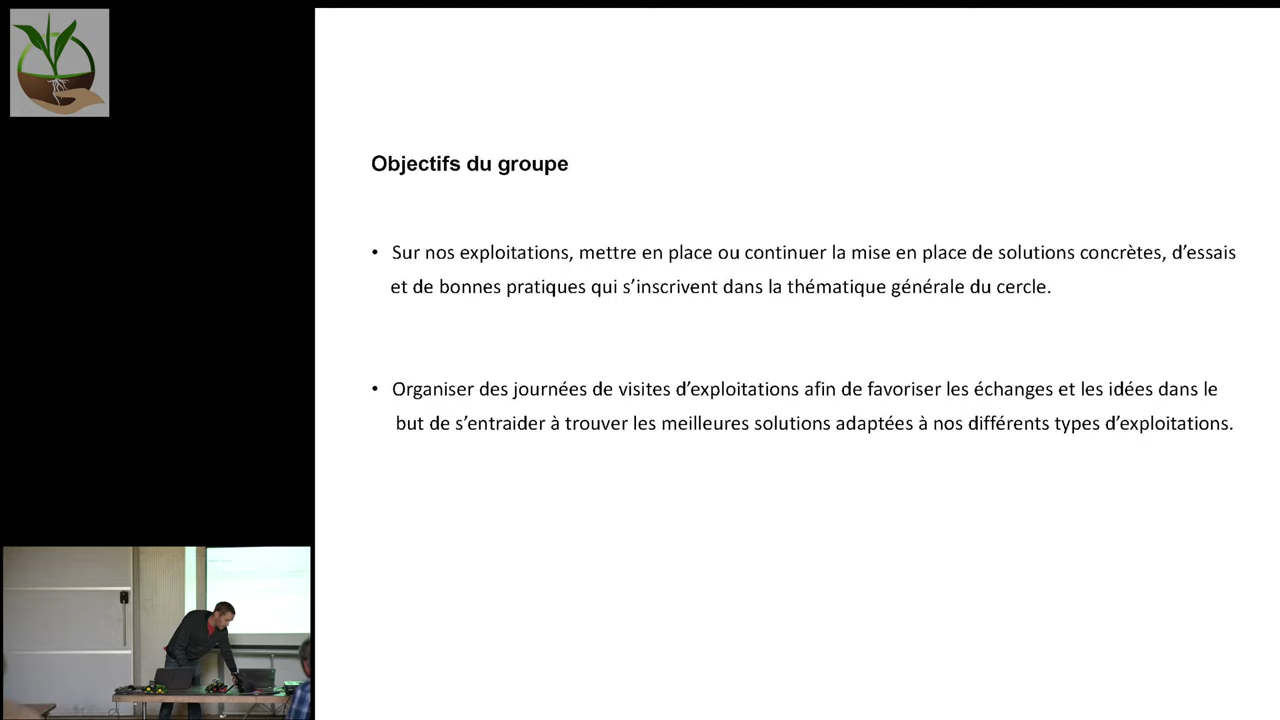 Objectifs du groupe
• Sur nos exploitations, mettre en place ou continuer la mise en place de solutions concrètes, d’essais
et de bonnes pratiques qui s’inscrivent dans la thématique générale du cercle.
• Organiser des journées de visites d’exploitations afin de favoriser les échanges et les idées dans le
but de s’entraider à trouver les meilleures solutions adaptées à nos différents types d’exploitations.